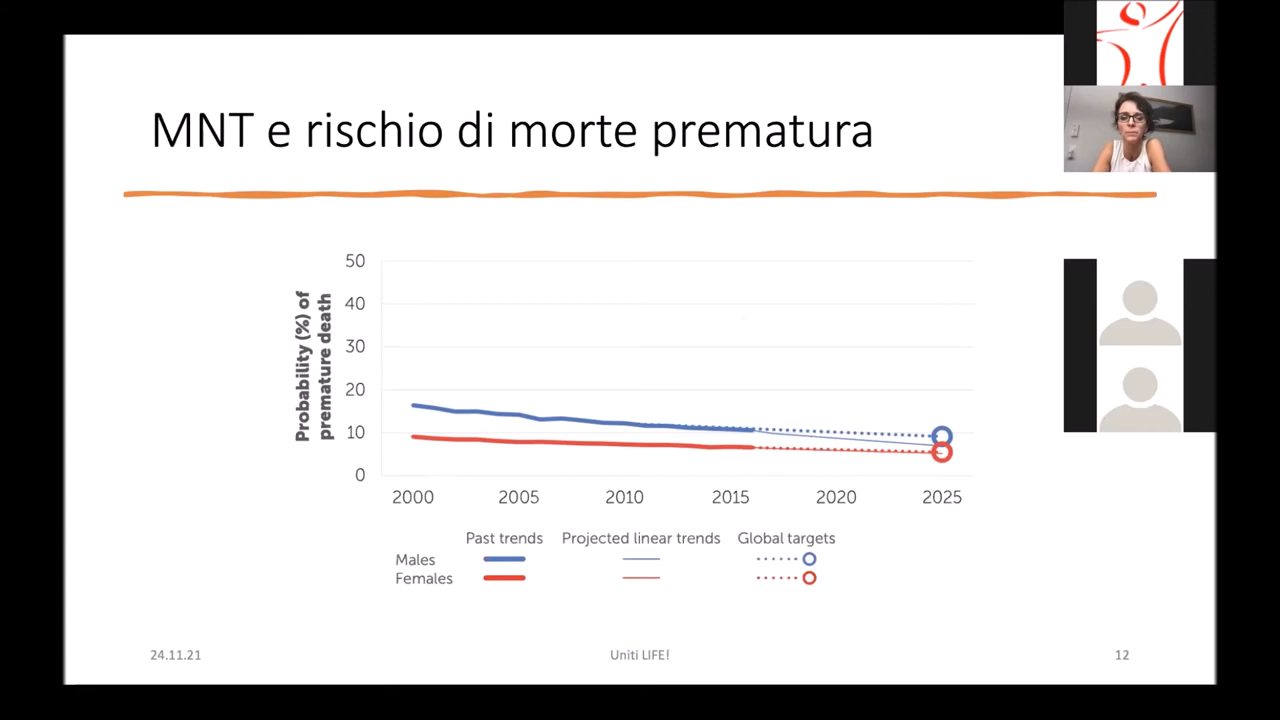 MNT e rischio di morte prematura
Probability (%) of
premature death
50
40
30
20
10
0
2000 2005 2010 2015 2020 2025
Past trends Projected linear trends Global targets
Males
Females
24.11.21 Uniti LIFE! 12